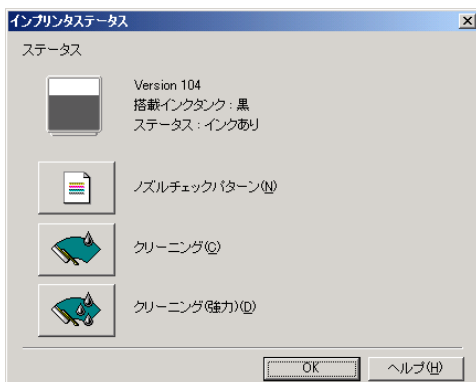 インプリンタステータス
ステータス
Version 104
搭載インクタンク : 黒
ステータス : インクあり
ノズルチェックパターン(N)
クリーニング(C)
クリーニング(強力)(D)
OK
ヘルプ(H)